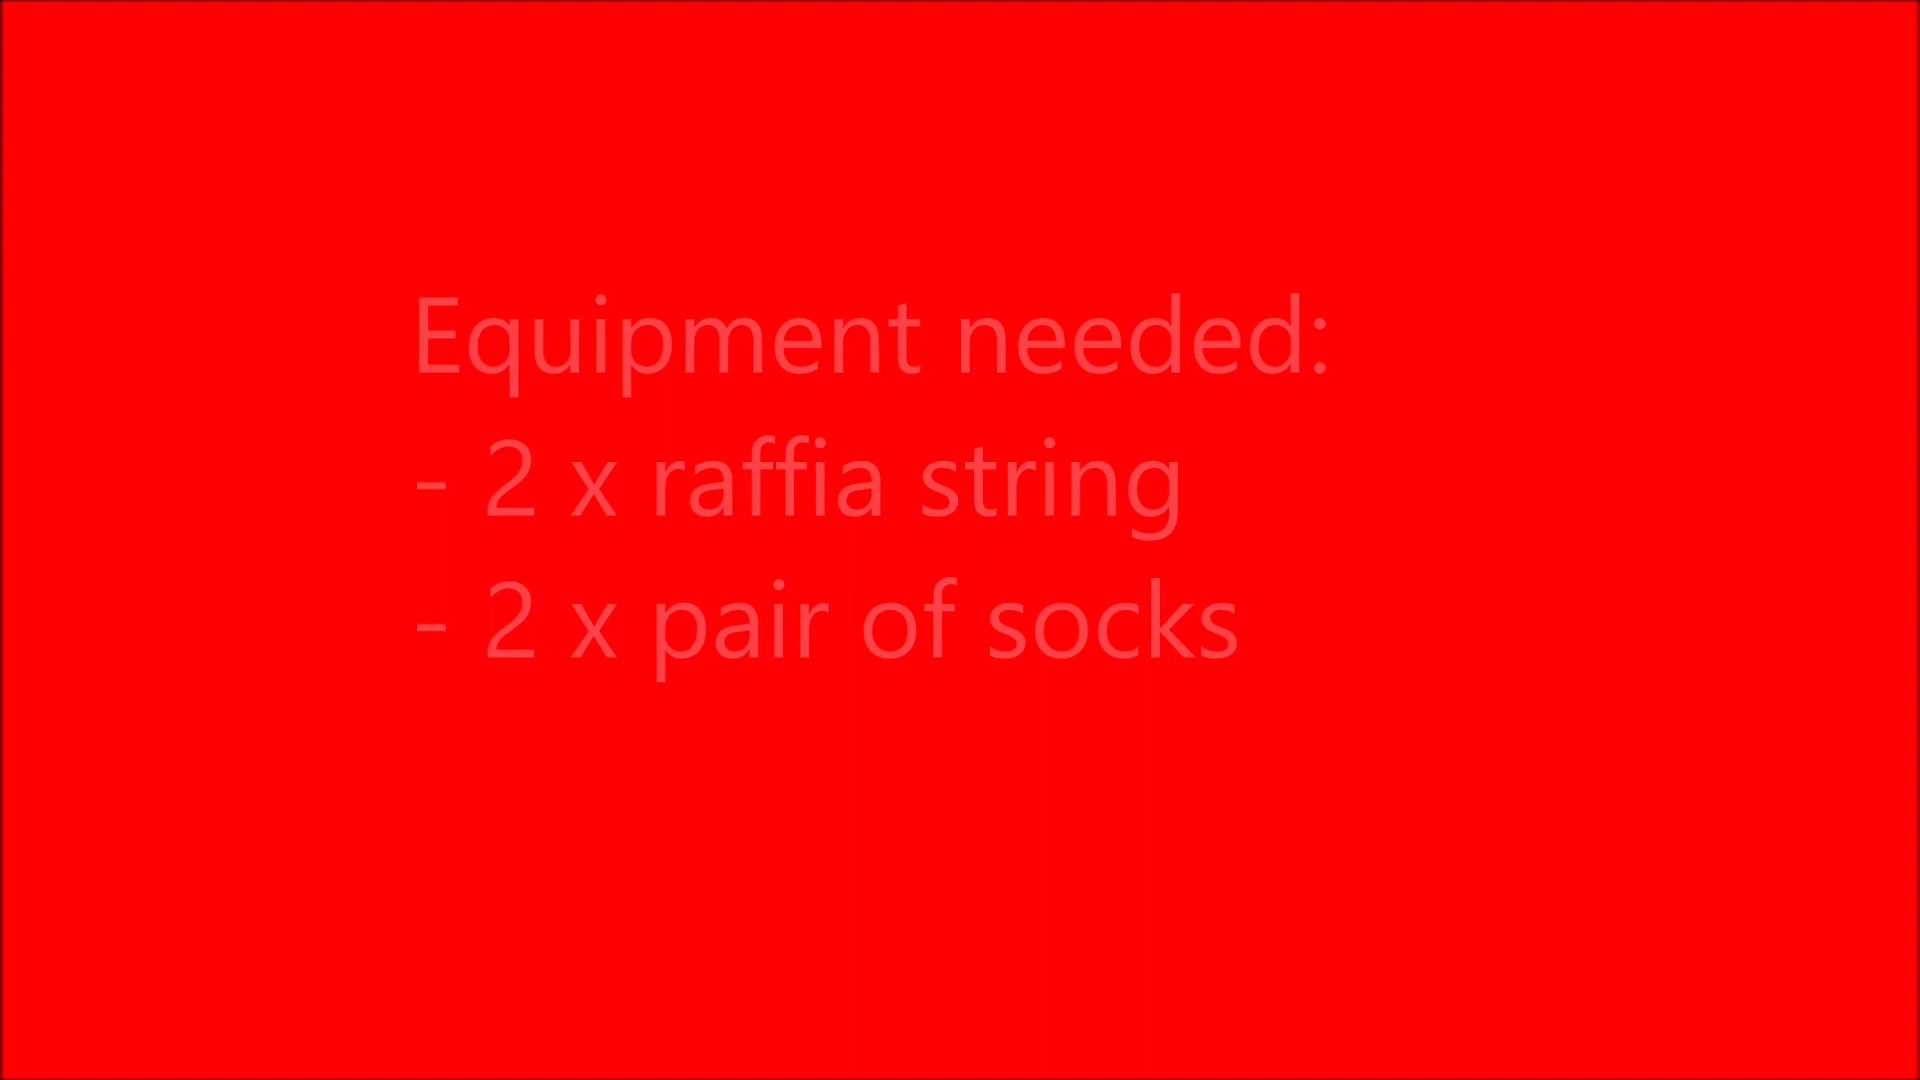 Equipment needed:
- 2 x raffia string
- 2 x pair of socks